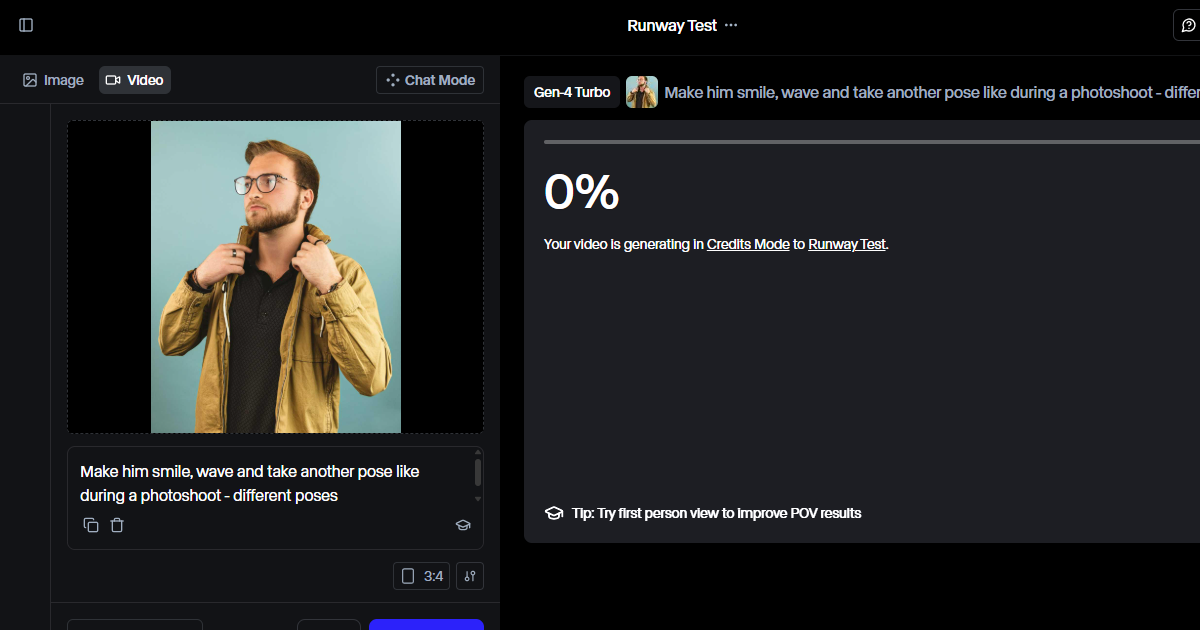 Runway Test ···
Image
Video
Chat Mode
Make him smile, wave and take another pose like
during a photoshoot - different poses
3:4
Gen-4 Turbo
Make him smile, wave and take another pose like during a photoshoot - differ
0%
Your video is generating in Credits Mode to Runway Test.
Tip: Try first person view to improve POV results